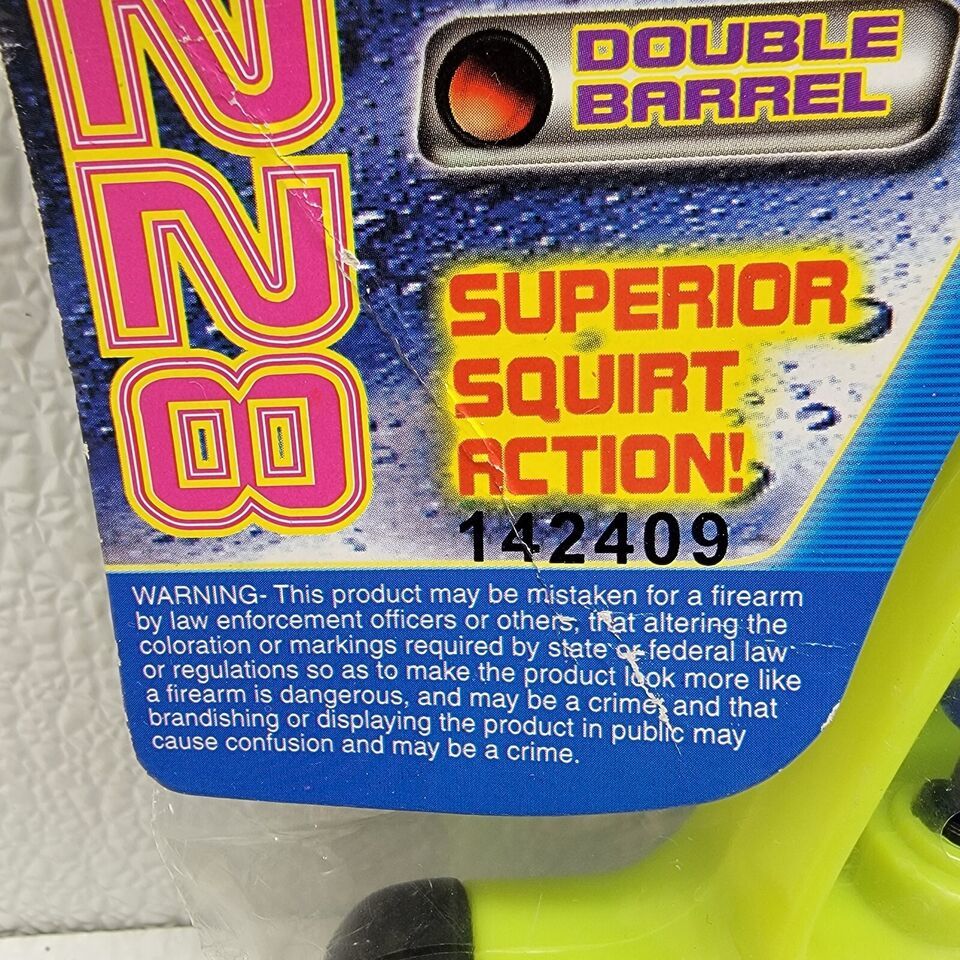 228
DOUBLE
BARREL
SUPERIOR
SQUIRT
ACTION!
142409
WARNING- This product may be mistaken for a firearm
by law enforcement officers or others, that altering the
coloration or markings required by state or federal law
or regulations so as to make the product look more like
a firearm is dangerous, and may be a crime, and that
brandishing or displaying the product in public may
cause confusion and may be a crime.